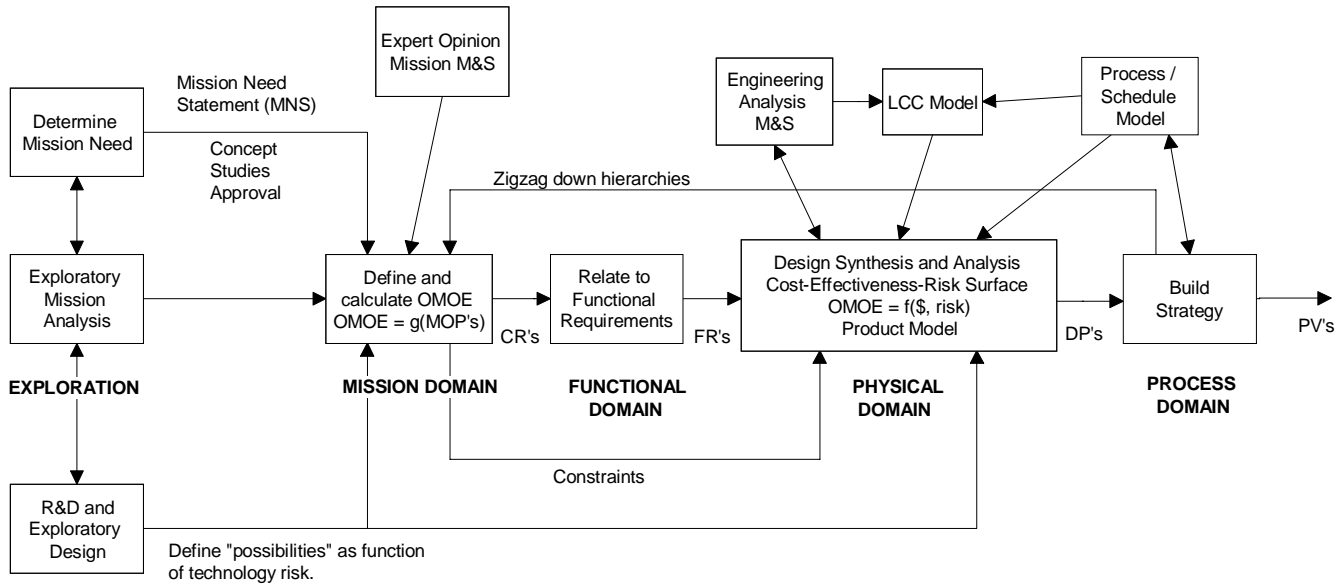 Expert Opinion
Mission M&S
Mission Need
Statement (MNS)
Determine
Mission Need
Concept
Studies
Approval
Engineering
Analysis
M&S
LCC Model
Process /
Schedule
Model
Zigzag down hierarchies
Exploratory
Mission
Analysis
Define and
calculate OMOE
OMOE = g(MOP's)
CR's
Relate to
Functional
Requirements
FR's
Design Synthesis and Analysis
Cost-Effectiveness-Risk Surface
OMOE = f($, risk)
Product Model
DP's
Build
Strategy
PV's
EXPLORATION
MISSION DOMAIN
FUNCTIONAL
DOMAIN
PHYSICAL
DOMAIN
PROCESS
DOMAIN
Constraints
R&D and
Exploratory
Design
Define "possibilities" as function
of technology risk.